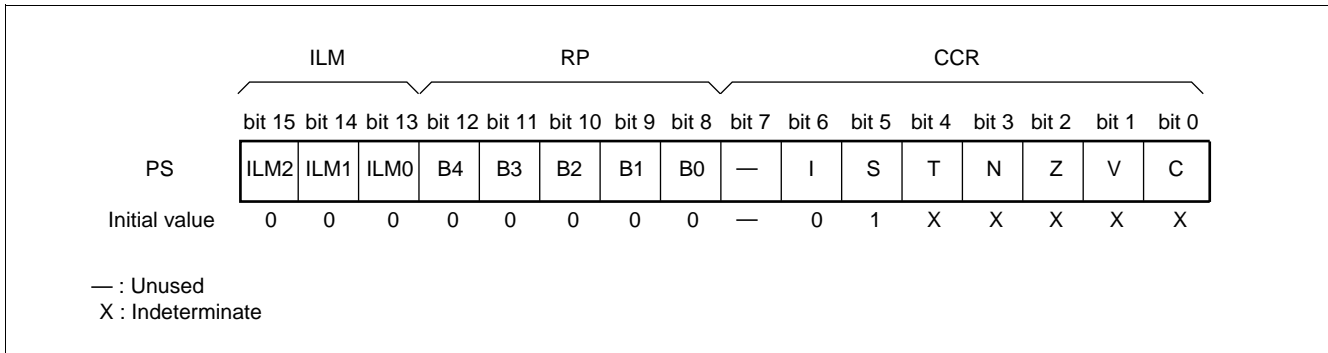 ILM RP CCR
bit 15 bit 14 bit 13 bit 12 bit 11 bit 10 bit 9 bit 8 bit 7 bit 6 bit 5 bit 4 bit 3 bit 2 bit 1 bit 0
PS ILM2 ILM1 ILM0 B4 B3 B2 B1 B0 — I S T N Z V C
Initial value 0 0 0 0 0 0 0 0 — 0 1 X X X X X
— : Unused
X : Indeterminate